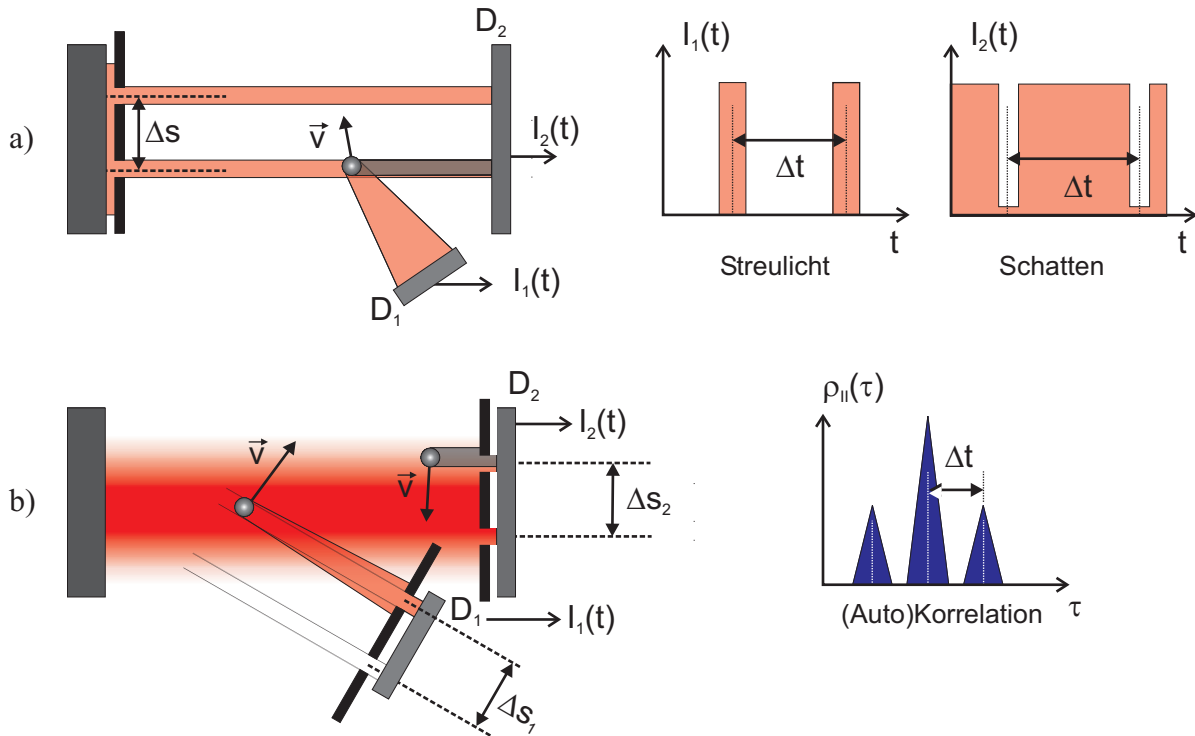 a)
Δs
v
D₂
I₂(t)
D₁
I₁(t)
I₁(t)
Δt
t
Streulicht
I₂(t)
Δt
t
Schatten
b)
v
v
D₂
I₂(t)
Δs₂
D₁
I₁(t)
Δs₁
ρ_II(τ)
Δt
τ
(Auto)Korrelation